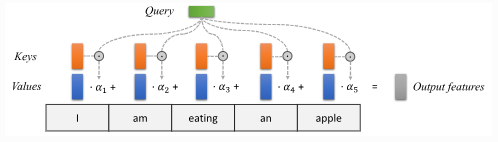 Query
Keys
Values · α₁ + · α₂ + · α₃ + · α₄ + · α₅ = Output features
I am eating an apple